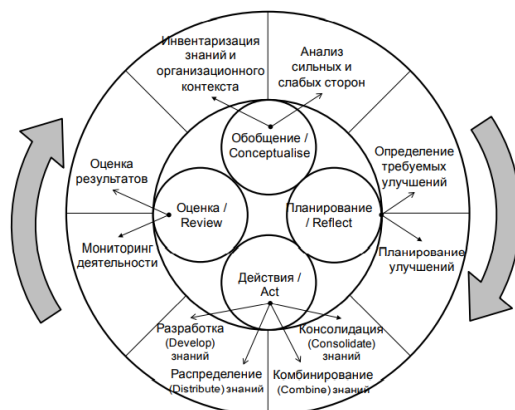 Инвентаризация
знаний и
организационного
контекста
Анализ
сильных и
слабых сторон
Обобщение /
Conceptualise
Оценка
результатов
Определение
требуемых
улучшений
Оценка /
Review
Планирование
/ Reflect
Мониторинг
деятельности
Планирование
улучшений
Действия /
Act
Разработка
(Develop)
знаний
Консолидация
(Consolidate)
знаний
Распределение
(Distribute) знаний
Комбинирование
(Combine) знаний